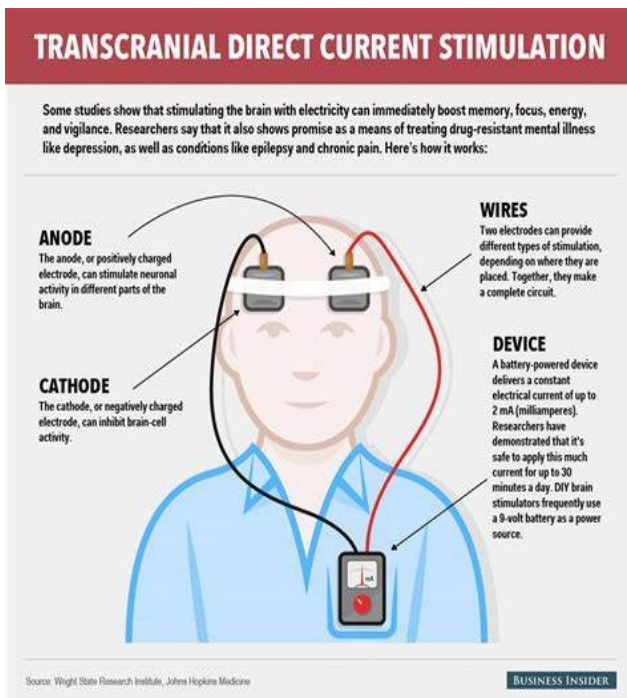 TRANSCRANIAL DIRECT CURRENT STIMULATION
Some studies show that stimulating the brain with electricity can immediately boost memory, focus, energy,
and vigilance. Researchers say that it also shows promise as a means of treating drug-resistant mental illness
like depression, as well as conditions like epilepsy and chronic pain. Here's how it works:
ANODE
The anode, or positively charged
electrode, can stimulate neuronal
activity in different parts of the
brain.
CATHODE
The cathode, or negatively charged
electrode, can inhibit brain-cell
activity.
WIRES
Two electrodes can provide
different types of stimulation,
depending on where they are
placed. Together, they make
a complete circuit.
DEVICE
A battery-powered device
delivers a constant
electrical current of up to
2 mA (milliamperes).
Researchers have
demonstrated that it's
safe to apply this much
current for up to 30
minutes a day. DIY brain
stimulators frequently use
a 9-volt battery as a power
source.
mA
Source: Wright State Research Institute, Johns Hopkins Medicine
BUSINESS INSIDER